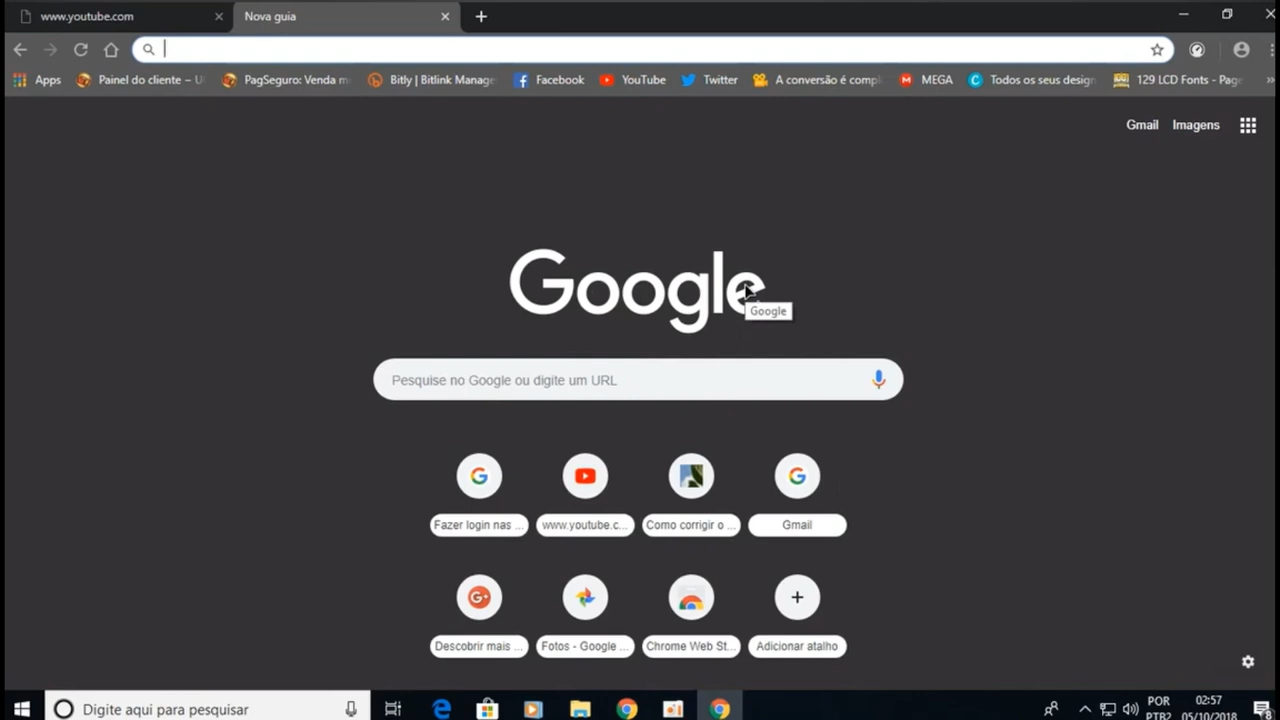 www.youtube.com
Nova guia
Apps
Painel do cliente – U
PagSeguro: Venda m
Bitly | Bitlink Manage
Facebook
YouTube
Twitter
A conversão é compl
MEGA
Todos os seus design
129 LCD Fonts - Page
Gmail
Imagens
Google
Google
Pesquise no Google ou digite um URL
Fazer login nas ...
www.youtube.c...
Como corrigir o ...
Gmail
Descobrir mais ...
Fotos - Google ...
Chrome Web St...
Adicionar atalho
Digite aqui para pesquisar
POR
PTB2
02:57
05/10/2018